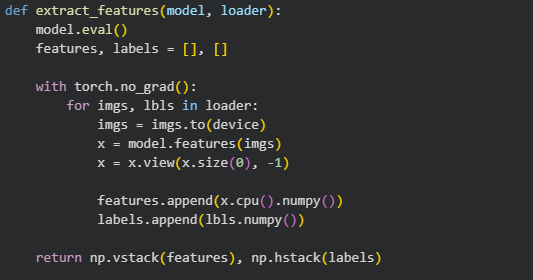 def extract_features(model, loader):
    model.eval()
    features, labels = [], []

    with torch.no_grad():
        for imgs, lbls in loader:
            imgs = imgs.to(device)
            x = model.features(imgs)
            x = x.view(x.size(0), -1)

            features.append(x.cpu().numpy())
            labels.append(lbls.numpy())

    return np.vstack(features), np.hstack(labels)